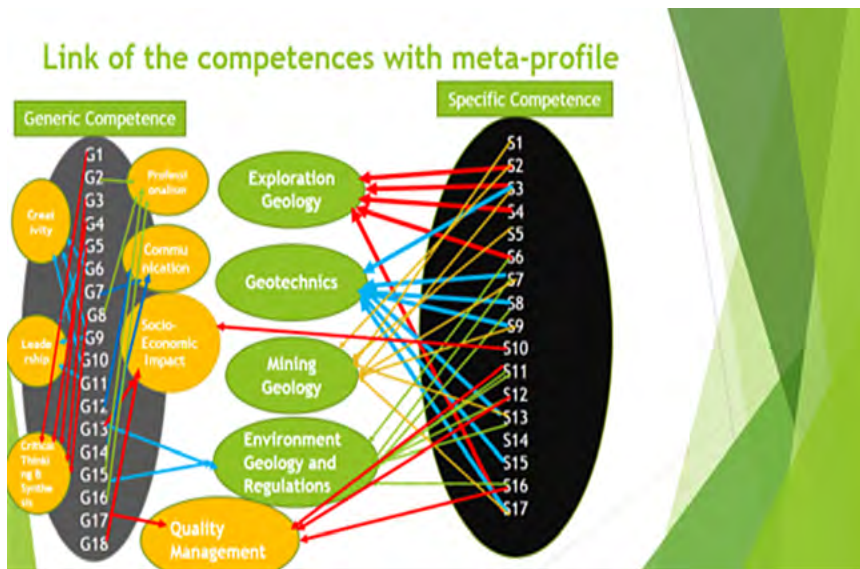 Link of the competences with meta-profile
Generic Competence
Specific Competence
G1
G2
G3
G4
G5
G6
G7
G8
G9
G10
G11
G12
G13
G14
G15
G16
G17
G18
Creat
ivity
Leade
rship
Critical
Thinki
ng &
Synthe
sis
Professi
onalism
Commu
nication
Socio-
Economic
Impact
Exploration
Geology
Geotechnics
Mining
Geology
Environment
Geology and
Regulations
Quality
Management
S1
S2
S3
S4
S5
S6
S7
S8
S9
S10
S11
S12
S13
S14
S15
S16
S17